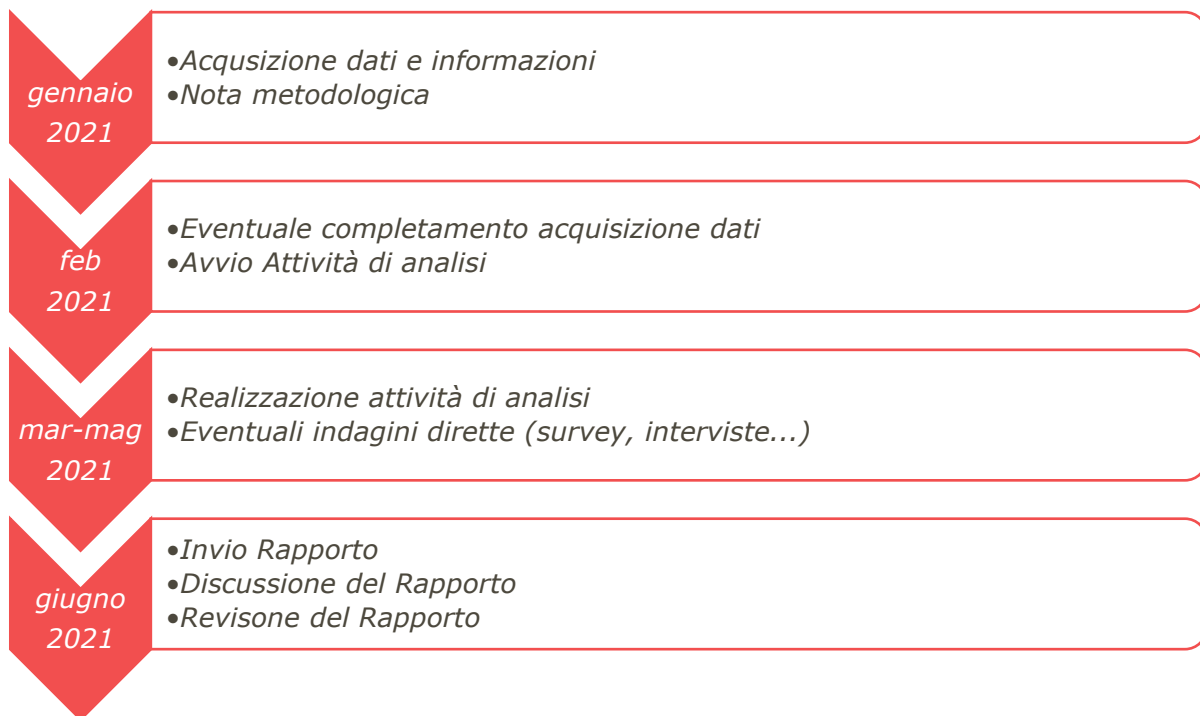 gennaio
2021
•Acqusizione dati e informazioni
•Nota metodologica
feb
2021
•Eventuale completamento acquisizione dati
•Avvio Attività di analisi
mar-mag
2021
•Realizzazione attività di analisi
•Eventuali indagini dirette (survey, interviste...)
giugno
2021
•Invio Rapporto
•Discussione del Rapporto
•Revisone del Rapporto